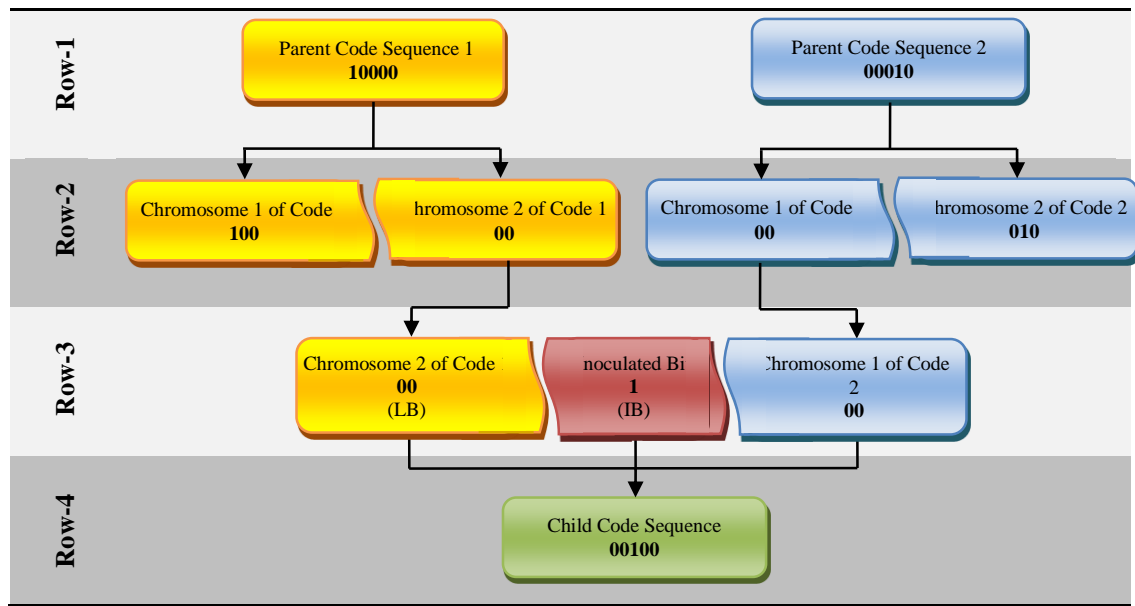 Row-1
Parent Code Sequence 1
10000
Parent Code Sequence 2
00010
Row-2
Chromosome 1 of Code
100
hromosome 2 of Code 1
00
Chromosome 1 of Code
00
hromosome 2 of Code 2
010
Row-3
Chromosome 2 of Code
00
(LB)
noculated Bi
1
(IB)
hromosome 1 of Code
2
00
Row-4
Child Code Sequence
00100